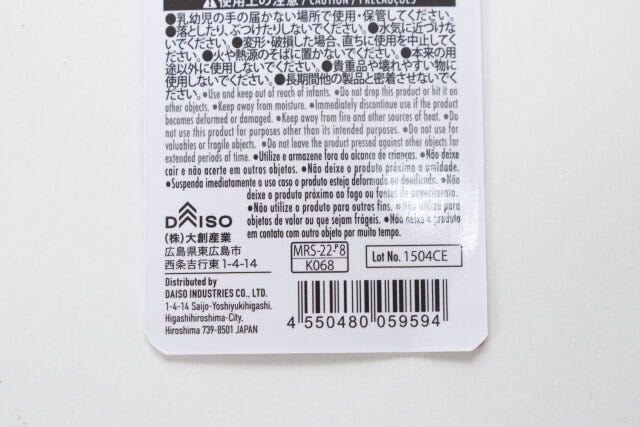 ⚠使用上の注意 / CAUTION / PRECAUÇÕES
●乳幼児の手の届かない場所で使用・保管してください。
●落としたり、ぶつけたりしないでください。●水気に近づけな
いでください。●変形・破損した場合、直ちに使用を中止してく
ださい。●火や熱源のそばに置かないでください。●本来の用
途以外に使用しないでください。●貴重品や壊れやすい物に
使用しないでください。●長期間他の製品と密着させないでく
ださい。●Use and keep out of reach of infants. ●Do not drop this product or hit it on
other objects. ●Keep away from moisture. ●Immediately discontinue use if the product
becomes deformed or damaged. ●Keep away from fire and other sources of heat. ●Do
not use this product for purposes other than its intended purposes. ●Do not use for
valuables or fragile objects. ●Do not leave the product pressed against other objects for
extended periods of time. ●Utilize e armazene fora do alcance de crianças. ●Não deixe
cair e não acerte em outros objetos. ●Não deixe o produto próximo a umidade.
●Suspenda imediatamente o uso caso o produto esteja deformado ou danificado. ●Não
deixe o produto próximo ao fogo ou fontes de aquecimento.
●Não utilize o produto para outros fins. ●Não utilize para
objetos de valor ou que sejam frágeis. ●Não deixe o produto
em contato com outro objeto por muito tempo.
DAISO
(株)大創産業
広島県東広島市
西条吉行東1-4-14
MRS-22-P8
K068
Lot No. 1504CE
Distributed by
DAISO INDUSTRIES CO., LTD.
1-4-14 Saijo-Yoshiyukihigashi,
Higashihiroshima-City,
Hiroshima 739-8501 JAPAN
4 550480 059594